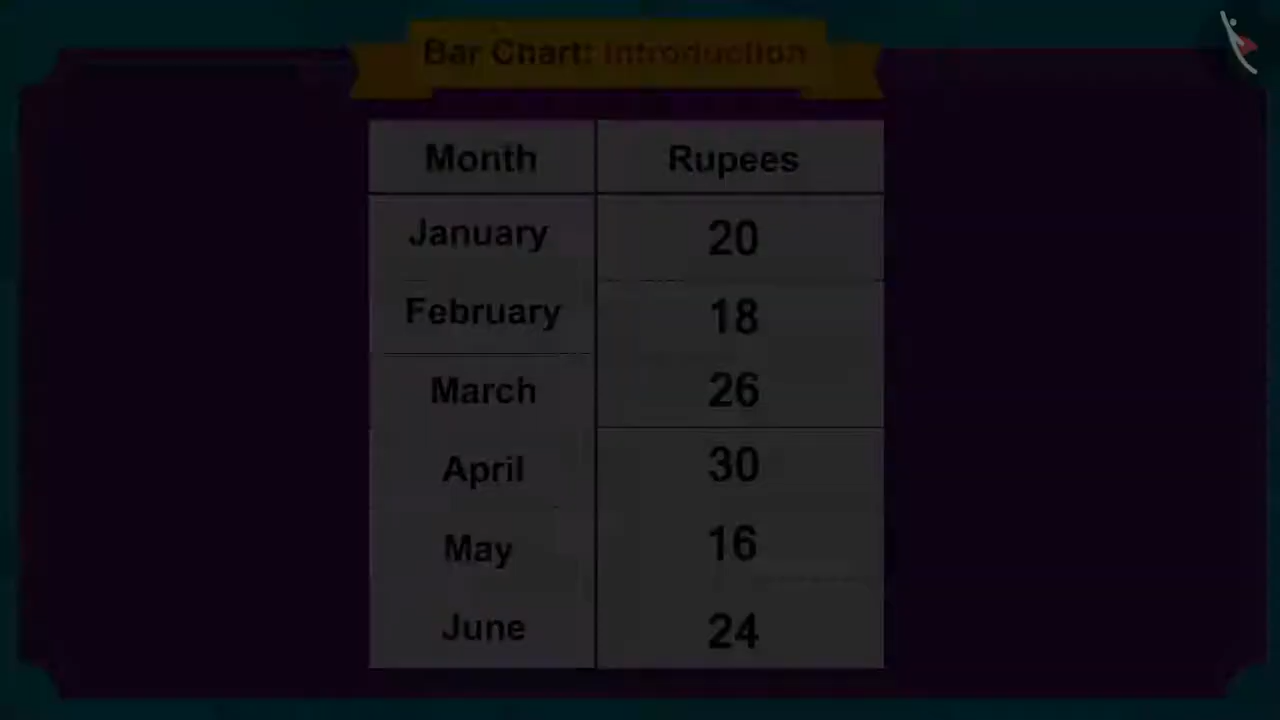 Bar Chart: Introduction
Month Rupees
January 20
February 18
March 26
April 30
May 16
June 24